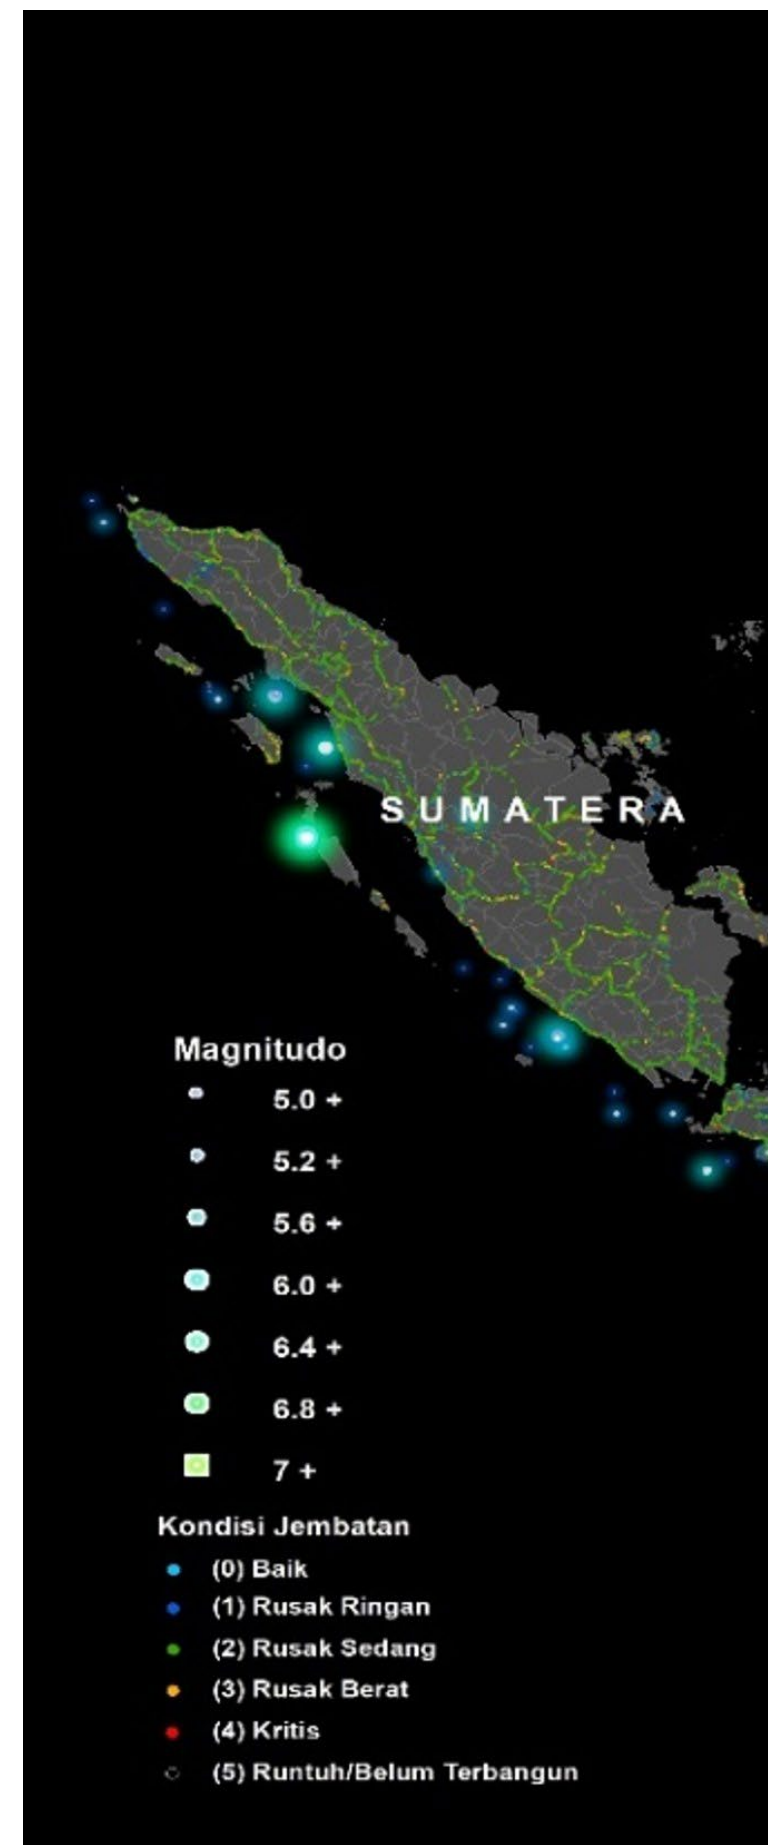 SUMATERA
Magnitudo
5.0 +
5.2 +
5.6 +
6.0 +
6.4 +
6.8 +
7 +
Kondisi Jembatan
(0) Baik
(1) Rusak Ringan
(2) Rusak Sedang
(3) Rusak Berat
(4) Kritis
(5) Runtuh/Belum Terbangun